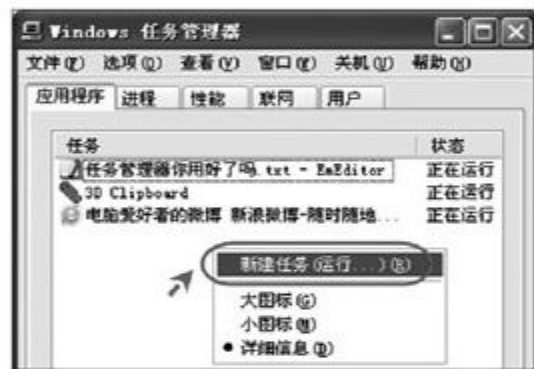 Windows 任务管理器
文件(F) 选项(O) 查看(V) 窗口(W) 关机(U) 帮助(H)
应用程序 进程 性能 联网 用户
任务 状态
任务管理器你用好了吗.txt - EmEditor 正在运行
3D Clipboard 正在运行
电脑爱好者的微博 新浪微博-随时随地... 正在运行
新建任务(运行...)(R)
大图标(G)
小图标(M)
详细信息(D)